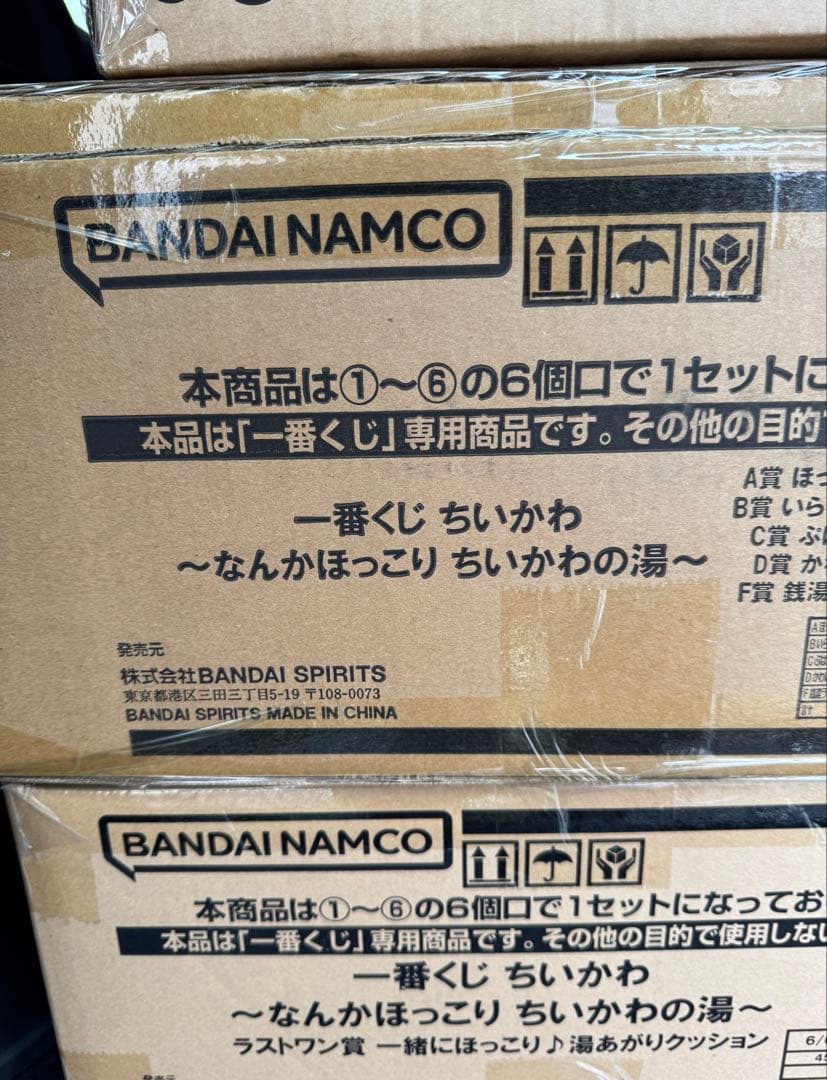 BANDAI NAMCO
本商品は①～⑥の6個口で1セットに
本品は「一番くじ」専用商品です。その他の目的
A賞 ほっ
B賞 いら
C賞 ぷ
D賞 か
F賞 銭湯
一番くじ ちいかわ
～なんかほっこり ちいかわの湯～
発売元
株式会社BANDAI SPIRITS
東京都港区三田三丁目5-19 〒108-0073
BANDAI SPIRITS MADE IN CHINA
BANDAI NAMCO
本商品は①～⑥の6個口で1セットになってお
本品は「一番くじ」専用商品です。その他の目的で使用しない
一番くじ ちいかわ
～なんかほっこり ちいかわの湯～
ラストワン賞 一緒にほっこり♪湯あがりクッション
発売元